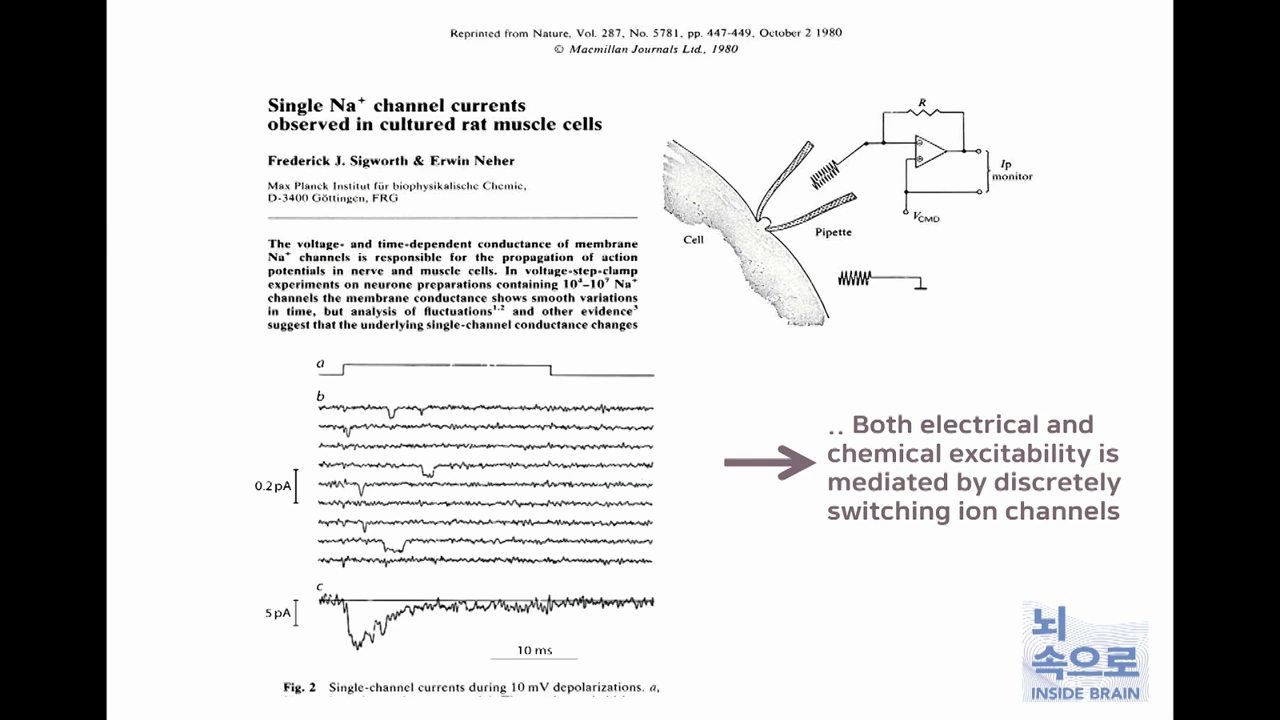 Reprinted from Nature, Vol. 287, No. 5781, pp. 447-449, October 2 1980
© Macmillan Journals Ltd., 1980
Single Na⁺ channel currents
observed in cultured rat muscle cells
Frederick J. Sigworth & Erwin Neher
Max Planck Institut für biophysikalische Chemie,
D-3400 Göttingen, FRG
The voltage- and time-dependent conductance of membrane
Na⁺ channels is responsible for the propagation of action
potentials in nerve and muscle cells. In voltage-step-clamp
experiments on neurone preparations containing 10⁴–10⁷ Na⁺
channels the membrane conductance shows smooth variations
in time, but analysis of fluctuations¹,² and other evidence³
suggest that the underlying single-channel conductance changes
R
Ip
monitor
VCMD
Cell
Pipette
a
b
0.2 pA
c
5 pA
10 ms
Fig. 2 Single-channel currents during 10 mV depolarizations. a,
.. Both electrical and
chemical excitability is
mediated by discretely
switching ion channels
뇌
속으로
INSIDE BRAIN